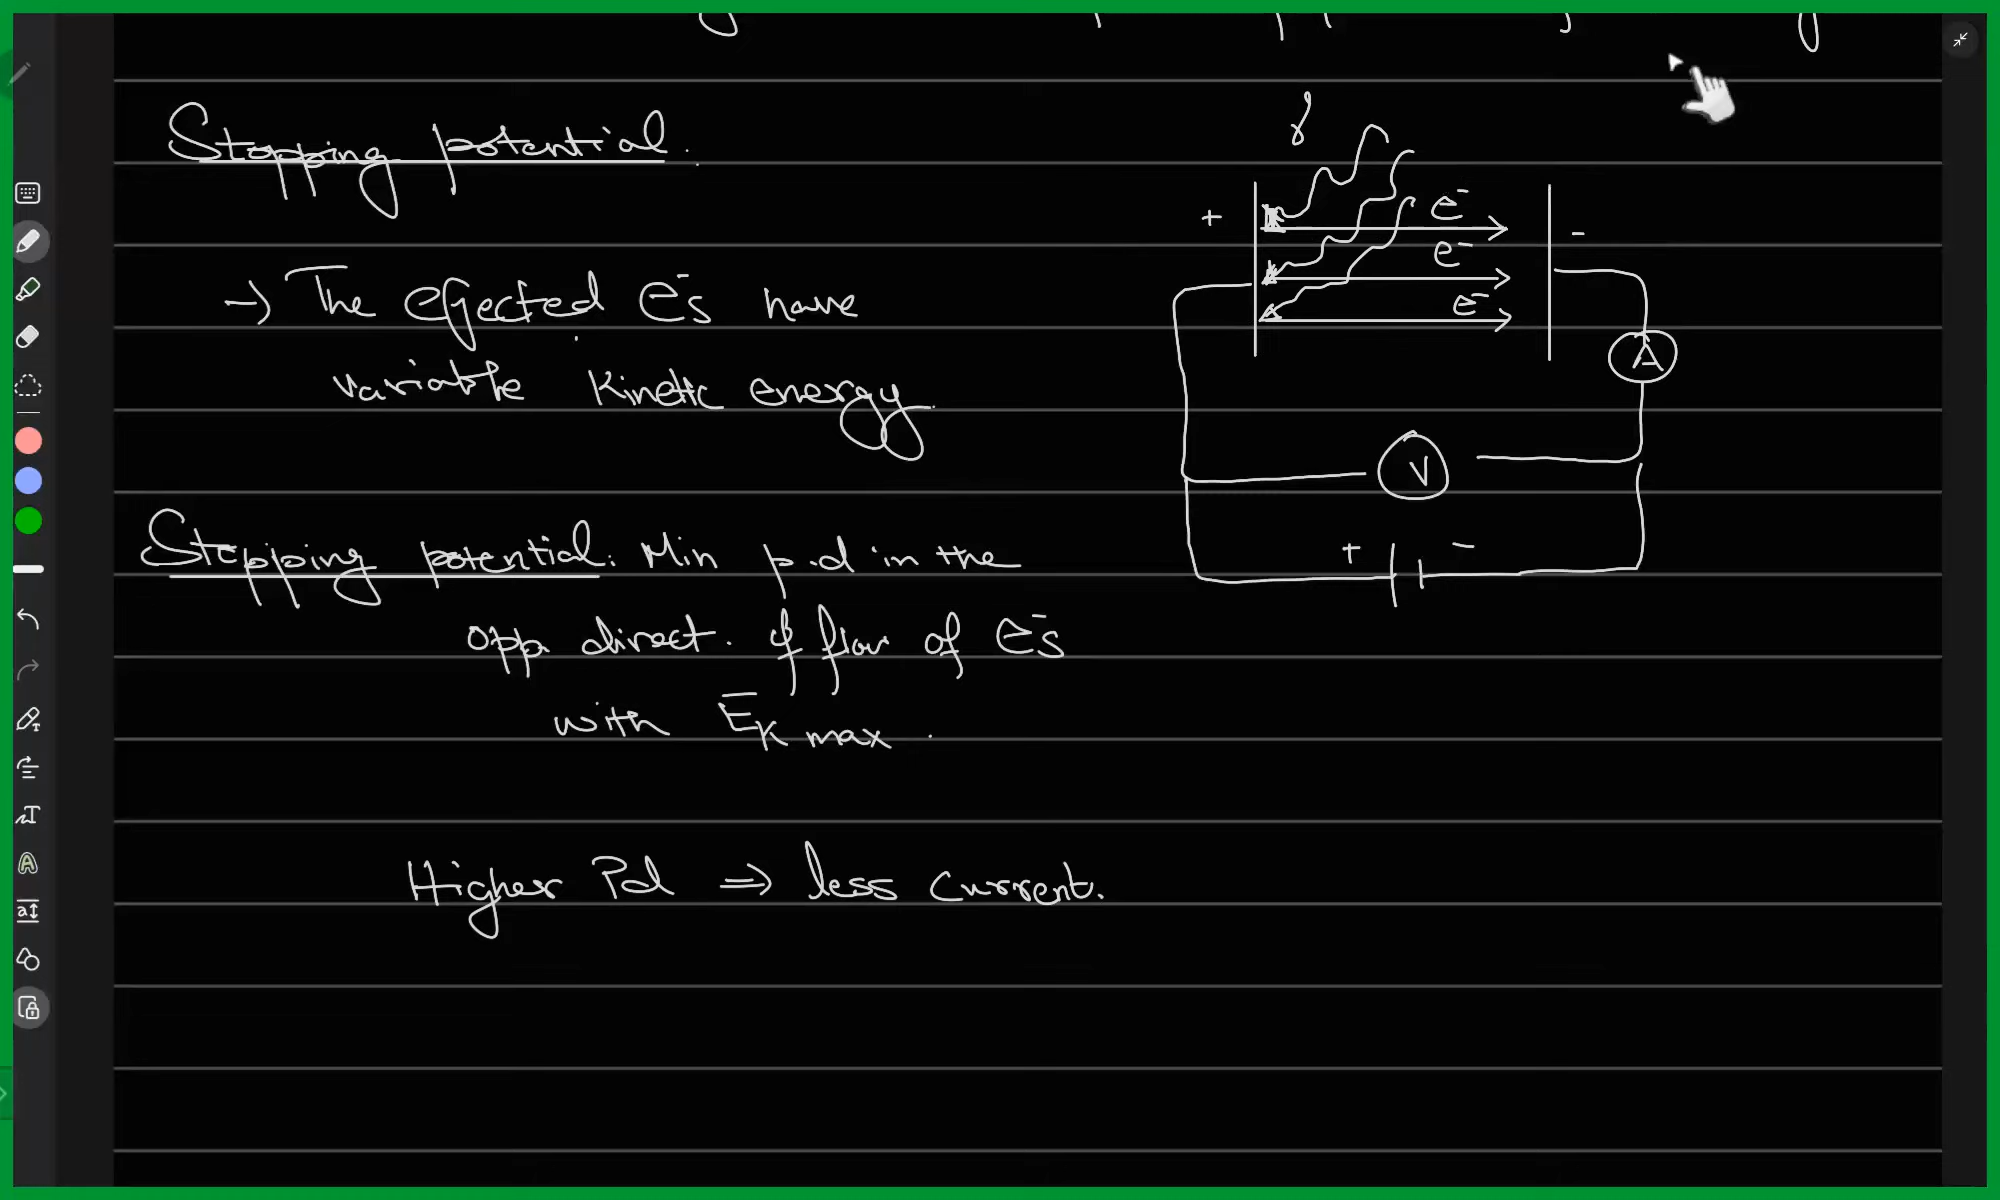 Stopping potential.
→ The ejected e⁻s have
variable Kinetic energy.
Stopping potential: Min p.d in the
opp direct. of flow of e⁻s
with EK max.
Higher Pd ⇒ less current.
γ
+ e⁻ -
e⁻
e⁻
A
V
+ -